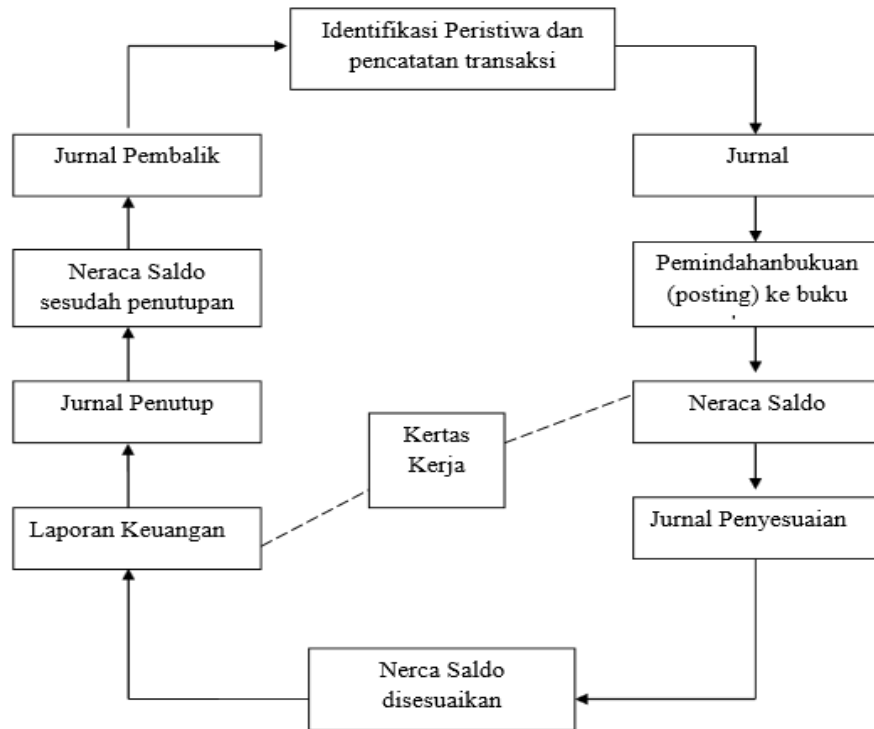 Identifikasi Peristiwa dan
pencatatan transaksi
Jurnal
Pemindahanbukuan
(posting) ke buku
Neraca Saldo
Jurnal Penyesuaian
Nerca Saldo
disesuaikan
Laporan Keuangan
Jurnal Penutup
Neraca Saldo
sesudah penutupan
Jurnal Pembalik
Kertas
Kerja